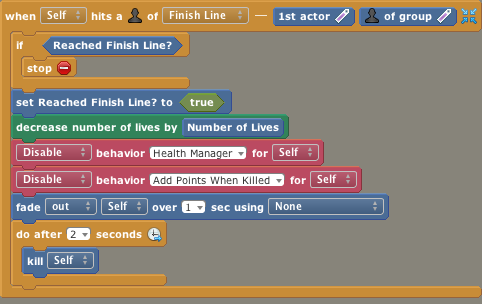 when Self hits a of Finish Line — 1st actor of group
if Reached Finish Line?
stop
set Reached Finish Line? to true
decrease number of lives by Number of Lives
Disable behavior Health Manager for Self
Disable behavior Add Points When Killed for Self
fade out Self over 1 sec using None
do after 2 seconds
kill Self